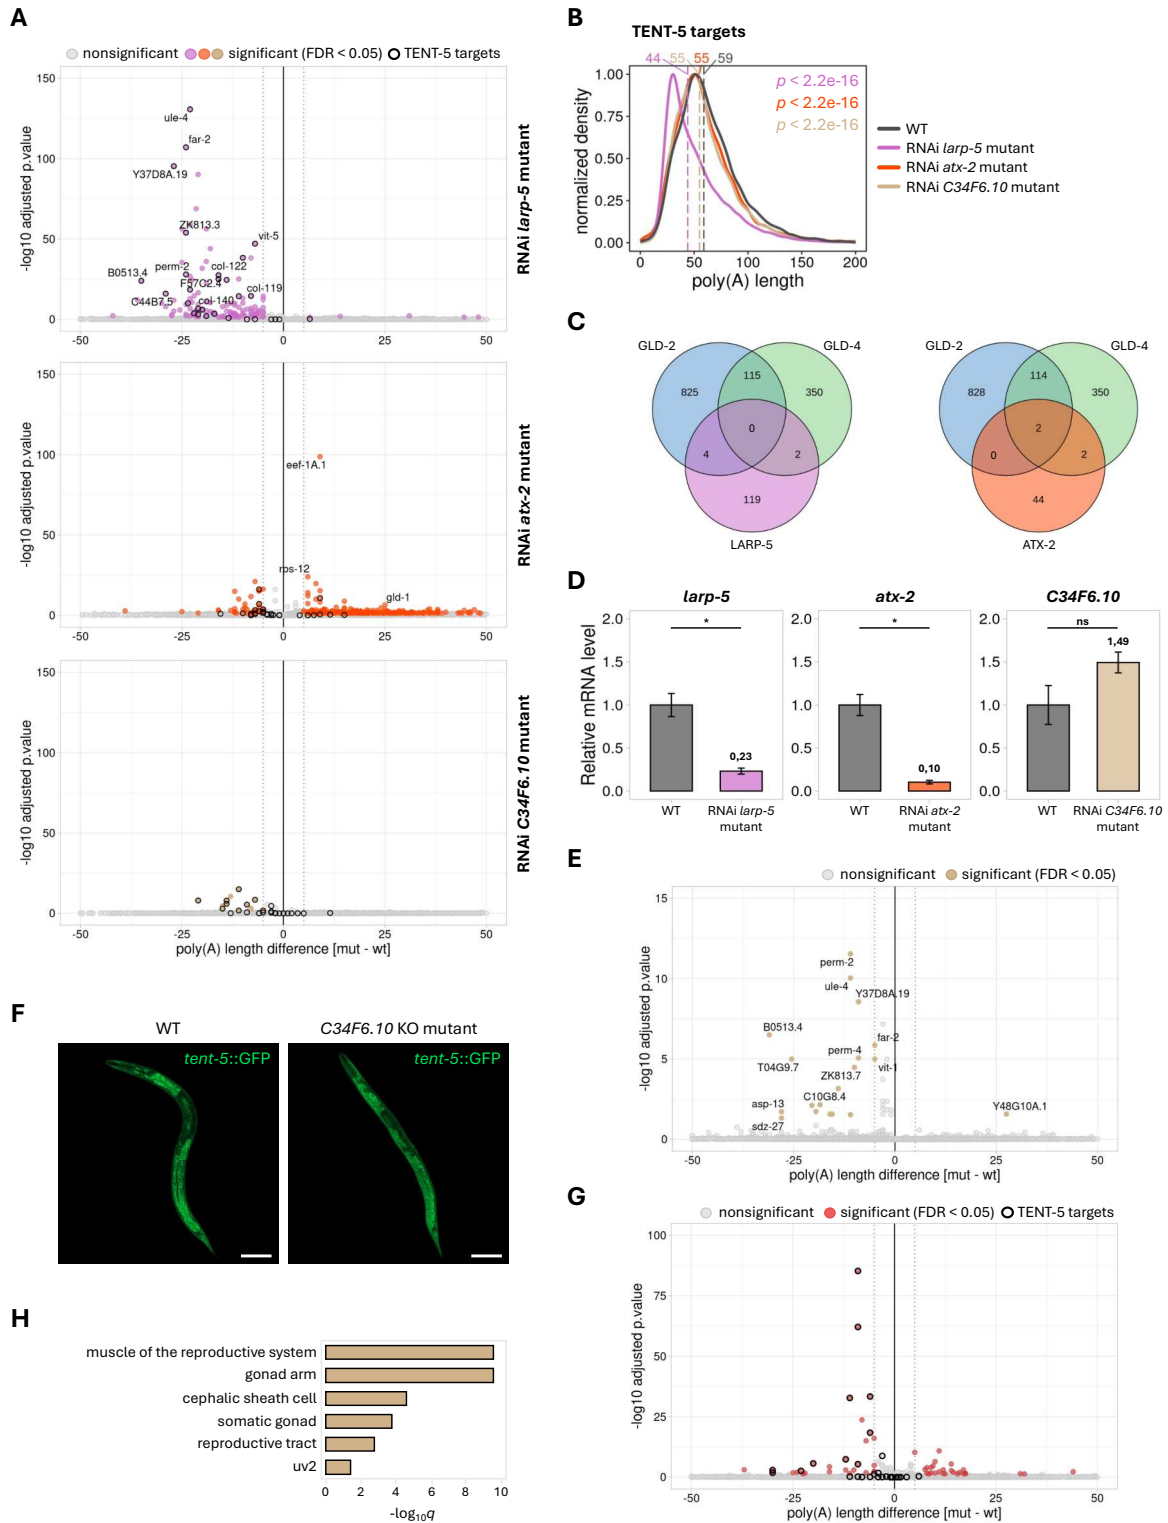 A
nonsignificant significant (FDR < 0.05) TENT-5 targets
150
100
50
0
-log10 adjusted p.value
ule-4
far-2
Y37D8A.19
ZK813.3
vit-5
perm-2
col-122
B0513.4
F57C2.4
col-119
C44B7.5
col-140
-50 -25 0 25 50
RNAi larp-5 mutant
150
100
50
0
-log10 adjusted p.value
eef-1A.1
rps-12
gld-1
-50 -25 0 25 50
RNAi atx-2 mutant
150
100
50
0
-log10 adjusted p.value
-50 -25 0 25 50
poly(A) length difference [mut - wt]
RNAi C34F6.10 mutant
B
TENT-5 targets
44 55 55 59
1.00
0.75
0.50
0.25
0.00
normalized density
p < 2.2e-16
p < 2.2e-16
p < 2.2e-16
0 50 100 150 200
poly(A) length
WT
RNAi larp-5 mutant
RNAi atx-2 mutant
RNAi C34F6.10 mutant
C
GLD-2 GLD-4
115
825 350
0
4 2
119
LARP-5
GLD-2 GLD-4
114
828 350
2
0 2
44
ATX-2
D
Relative mRNA level
larp-5
2.0
1.5
1.0
0.5
0.0
*
0,23
WT RNAi larp-5
mutant
atx-2
2.0
1.5
1.0
0.5
0.0
*
0,10
WT RNAi atx-2
mutant
C34F6.10
2.0
1.5
1.0
0.5
0.0
ns
1,49
WT RNAi C34F6.10
mutant
E
nonsignificant significant (FDR < 0.05)
15
10
5
0
-log10 adjusted p.value
perm-2
ule-4
Y37D8A.19
B0513.4
far-2
perm-4
T04G9.7
vit-1
ZK813.7
C10G8.4
asp-13
Y48G10A.1
sdz-27
-50 -25 0 25 50
poly(A) length difference [mut - wt]
F
WT
tent-5::GFP
C34F6.10 KO mutant
tent-5::GFP
G
nonsignificant significant (FDR < 0.05) TENT-5 targets
100
75
50
25
0
-log10 adjusted p.value
-50 -25 0 25 50
poly(A) length difference [mut - wt]
H
muscle of the reproductive system
gonad arm
cephalic sheath cell
somatic gonad
reproductive tract
uv2
0 2 4 6 8 10
-log10q